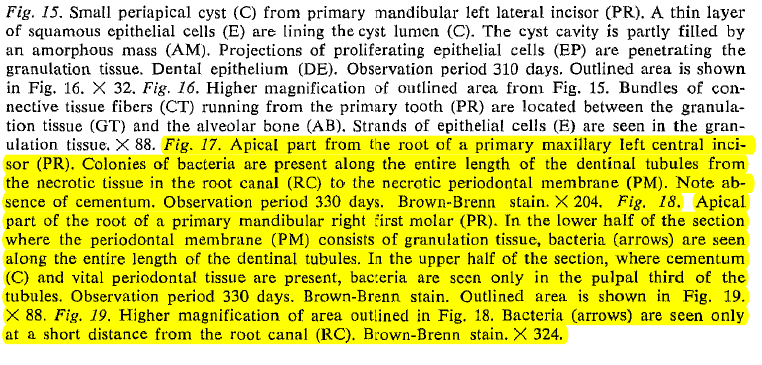 Fig. 15. Small periapical cyst (C) from primary mandibular left lateral incisor (PR). A thin layer
of squamous epithelial cells (E) are lining the cyst lumen (C). The cyst cavity is partly filled by
an amorphous mass (AM). Projections of proliferating epithelial cells (EP) are penetrating the
granulation tissue. Dental epithelium (DE). Observation period 310 days. Outlined area is shown
in Fig. 16. × 32. Fig. 16. Higher magnification of outlined area from Fig. 15. Bundles of con-
nective tissue fibers (CT) running from the primary tooth (PR) are located between the granula-
tion tissue (GT) and the alveolar bone (AB). Strands of epithelial cells (E) are seen in the gran-
ulation tissue. × 88. Fig. 17. Apical part from the root of a primary maxillary left central inci-
sor (PR). Colonies of bacteria are present along the entire length of the dentinal tubules from
the necrotic tissue in the root canal (RC) to the necrotic periodontal membrane (PM). Note ab-
sence of cementum. Observation period 330 days. Brown-Brenn stain. × 204. Fig. 18. Apical
part of the root of a primary mandibular right first molar (PR). In the lower half of the section
where the periodontal membrane (PM) consists of granulation tissue, bacteria (arrows) are seen
along the entire length of the dentinal tubules. In the upper half of the section, where cementum
(C) and vital periodontal tissue are present, bacteria are seen only in the pulpal third of the
tubules. Observation period 330 days. Brown-Brenn stain. Outlined area is shown in Fig. 19.
× 88. Fig. 19. Higher magnification of area outlined in Fig. 18. Bacteria (arrows) are seen only
at a short distance from the root canal (RC). Brown-Brenn stain. × 324.